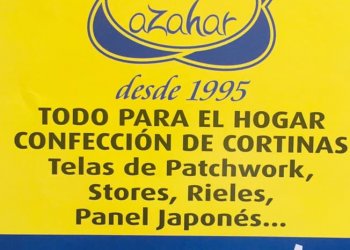 azahar
desde 1995
TODO PARA EL HOGAR
CONFECCIÓN DE CORTINAS
Telas de Patchwork,
Stores, Rieles,
Panel Japonés...